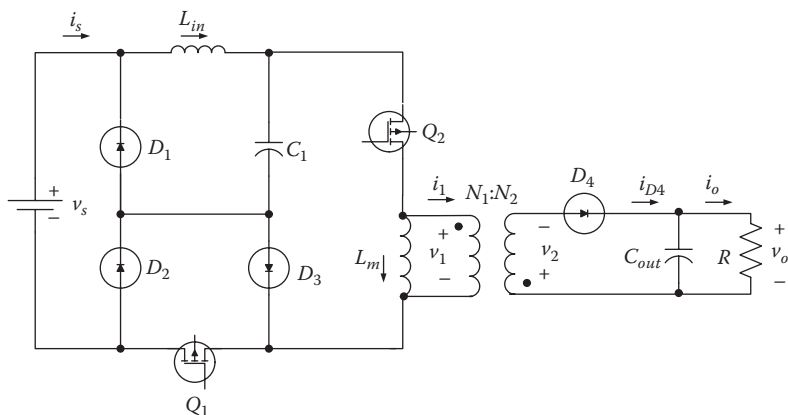 i_s
L_in
D_1
C_1
Q_2
+
v_s
−
D_2
D_3
Q_1
L_m
i_1
N_1:N_2
+
v_1
−
−
v_2
+
D_4
i_D4
i_o
C_out
R
+
v_o
−